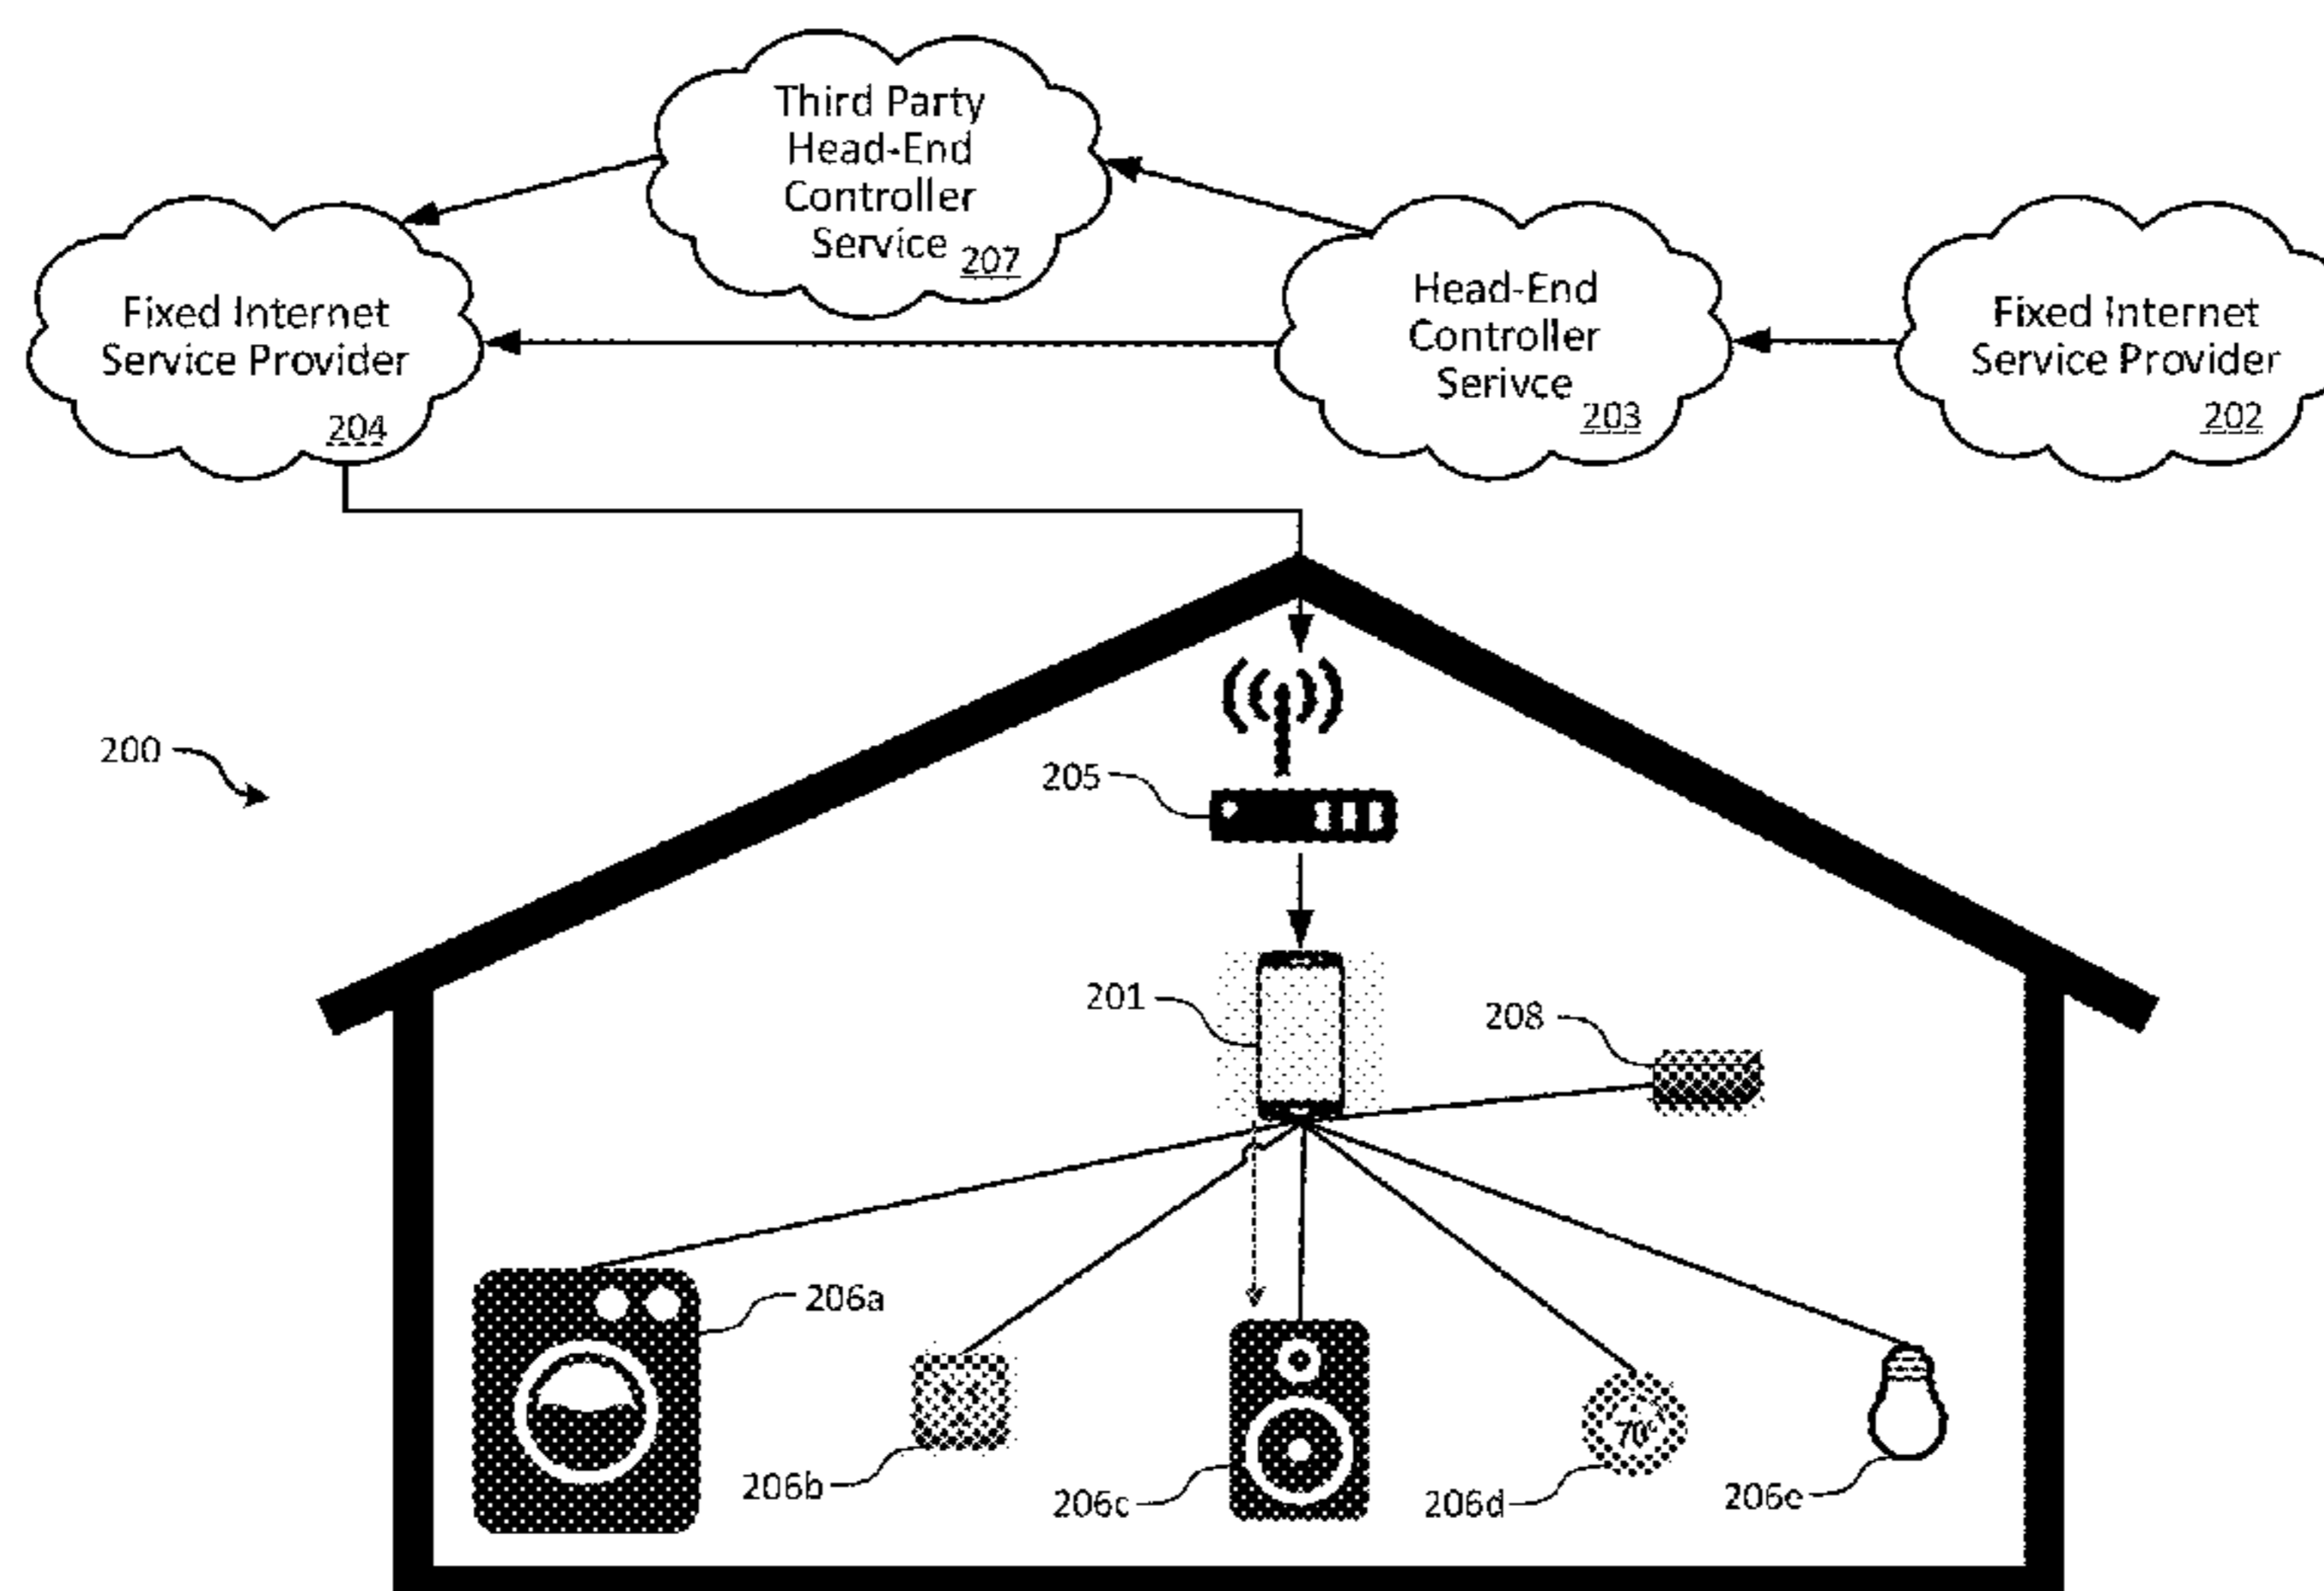 Third Party
Head-End
Controller
Service
207
Fixed Internet
Service Provider
204
Head-End
Controller
Serivce
203
Fixed Internet
Service Provider
202
200
205
201
208
206a
206b
206c
70°
206d
206e